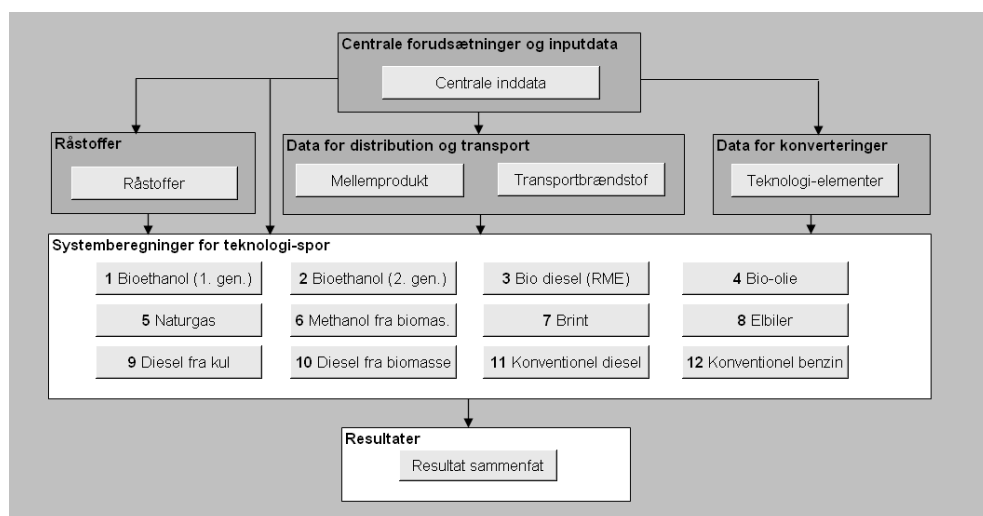 Centrale forudsætninger og inputdata
Centrale inddata
Råstoffer
Råstoffer
Data for distribution og transport
Mellemprodukt
Transportbrændstof
Data for konverteringer
Teknologi-elementer
Systemberegninger for teknologi-spor
1 Bioethanol (1. gen.)
2 Bioethanol (2. gen.)
3 Bio diesel (RME)
4 Bio-olie
5 Naturgas
6 Methanol fra biomas.
7 Brint
8 Elbiler
9 Diesel fra kul
10 Diesel fra biomasse
11 Konventionel diesel
12 Konventionel benzin
Resultater
Resultat sammenfat